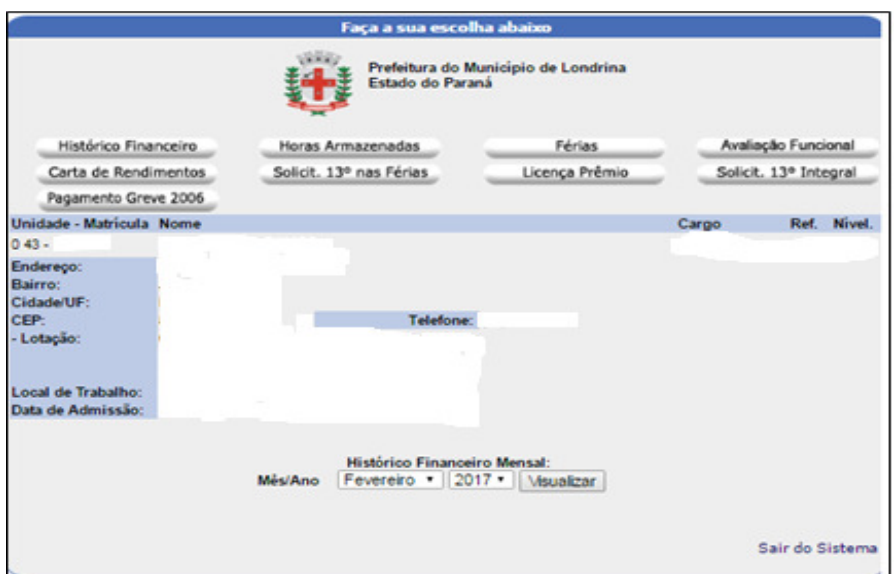 Faça a sua escolha abaixo
Prefeitura do Município de Londrina
Estado do Paraná
Histórico Financeiro Horas Armazenadas Férias Avaliação Funcional
Carta de Rendimentos Solicit. 13º nas Férias Licença Prêmio Solicit. 13º Integral
Pagamento Greve 2006
Unidade - Matrícula Nome Cargo Ref. Nível.
0 43 -
Endereço:
Bairro:
Cidade/UF:
CEP: Telefone:
- Lotação:
Local de Trabalho:
Data de Admissão:
Histórico Financeiro Mensal:
Mês/Ano Fevereiro 2017 Visualizar
Sair do Sistema